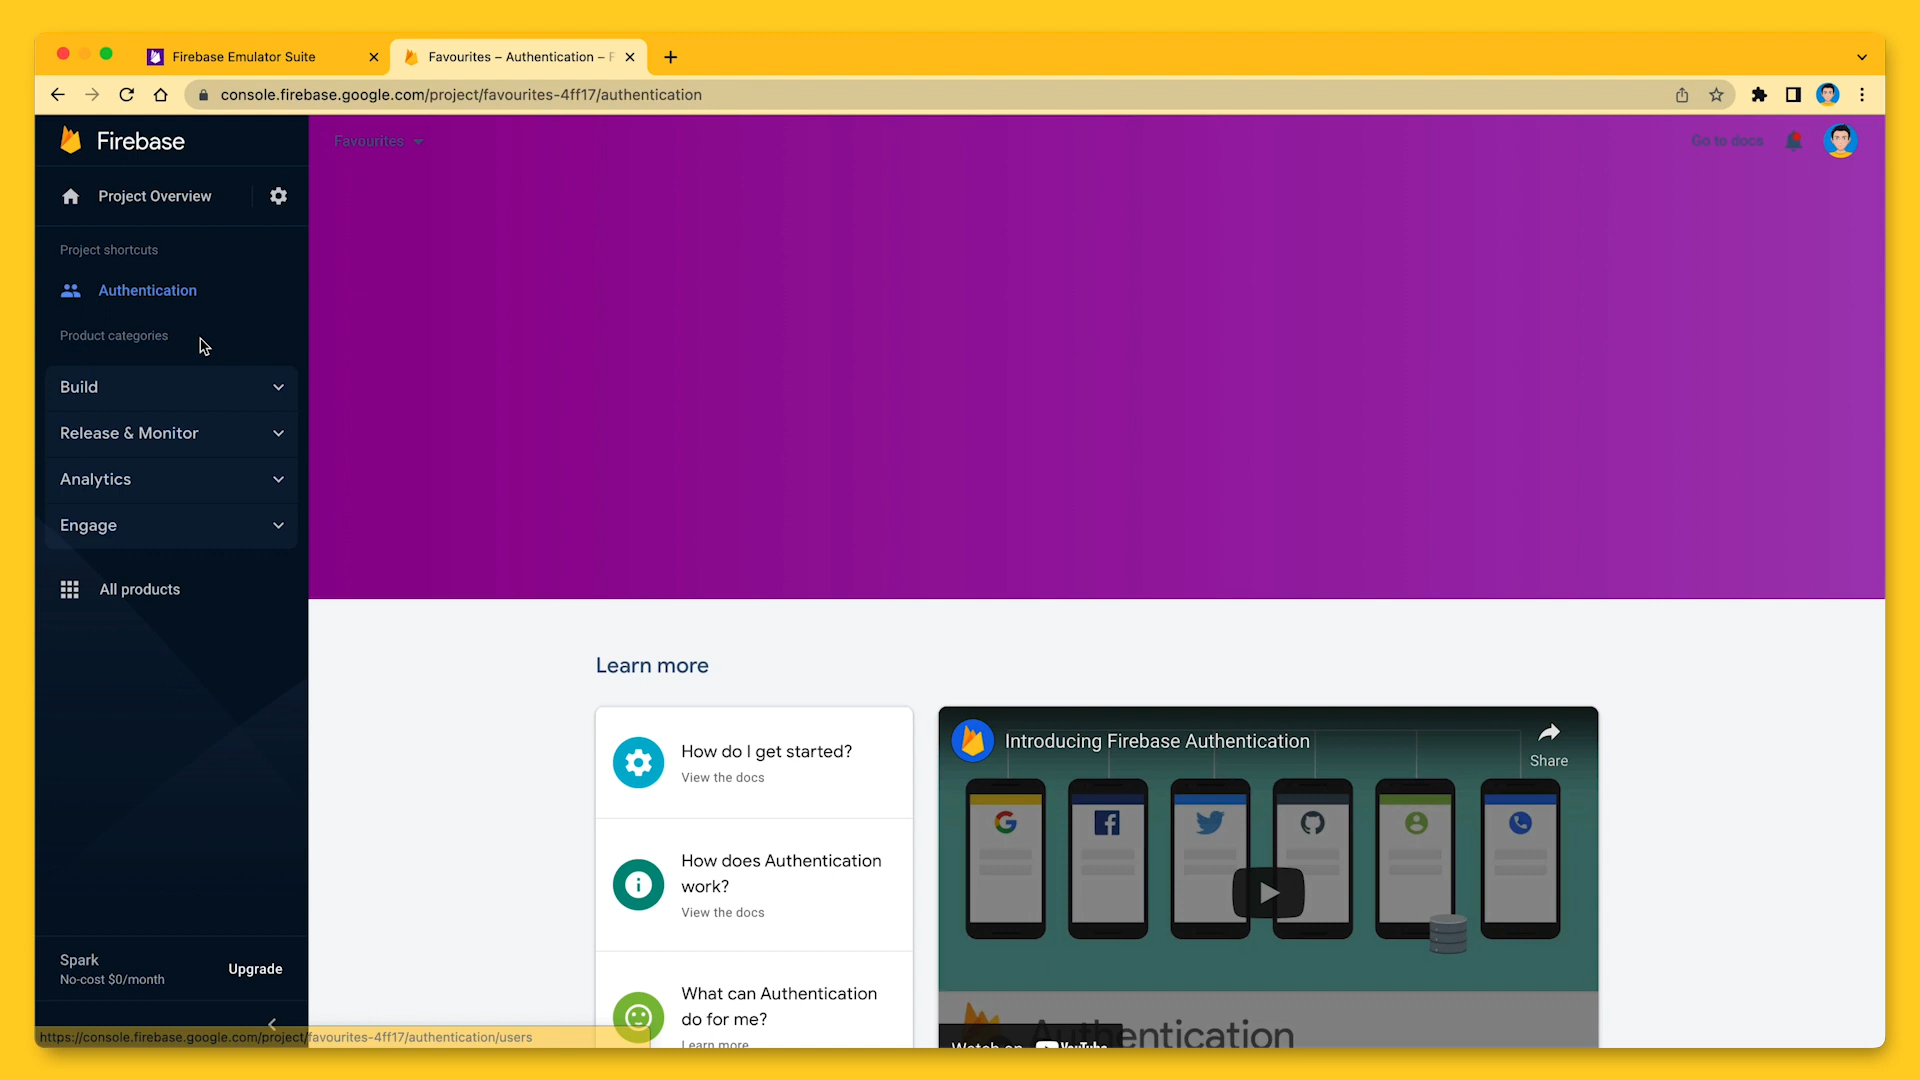 Firebase Emulator Suite
Favourites – Authentication – F
console.firebase.google.com/project/favourites-4ff17/authentication
Firebase
Favourites
Go to docs
Project Overview
Project shortcuts
Authentication
Product categories
Build
Release & Monitor
Analytics
Engage
All products
Learn more
How do I get started?
View the docs
How does Authentication
work?
View the docs
What can Authentication
do for me?
Learn more
Introducing Firebase Authentication
Share
Authentication
Watch on YouTube
Spark
No-cost $0/month
Upgrade
https://console.firebase.google.com/project/favourites-4ff17/authentication/users